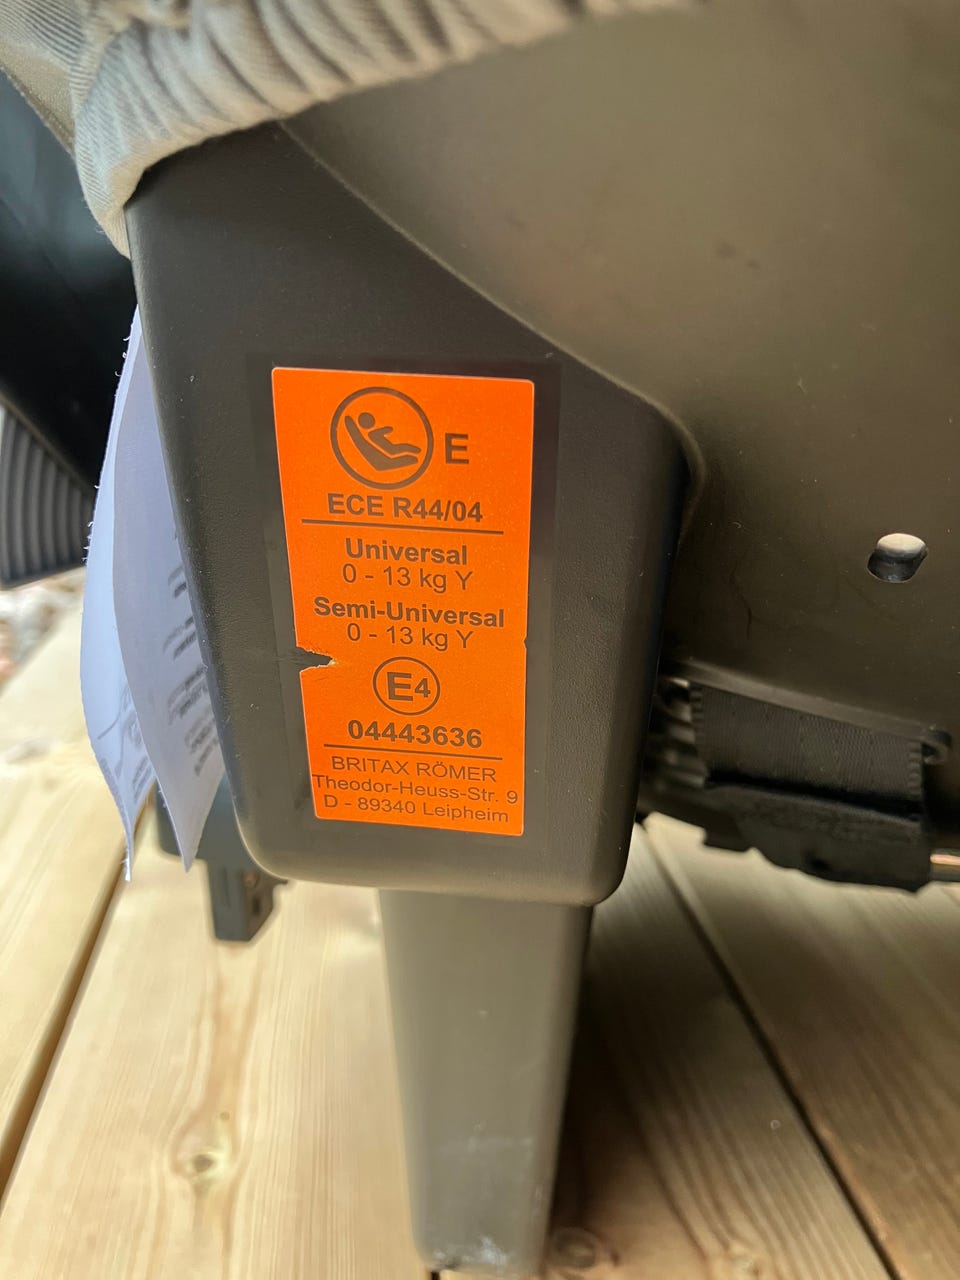 E
ECE R44/04
Universal
0 - 13 kg Y
Semi-Universal
0 - 13 kg Y
E4
04443636
BRITAX RÖMER
Theodor-Heuss-Str. 9
D - 89340 Leipheim